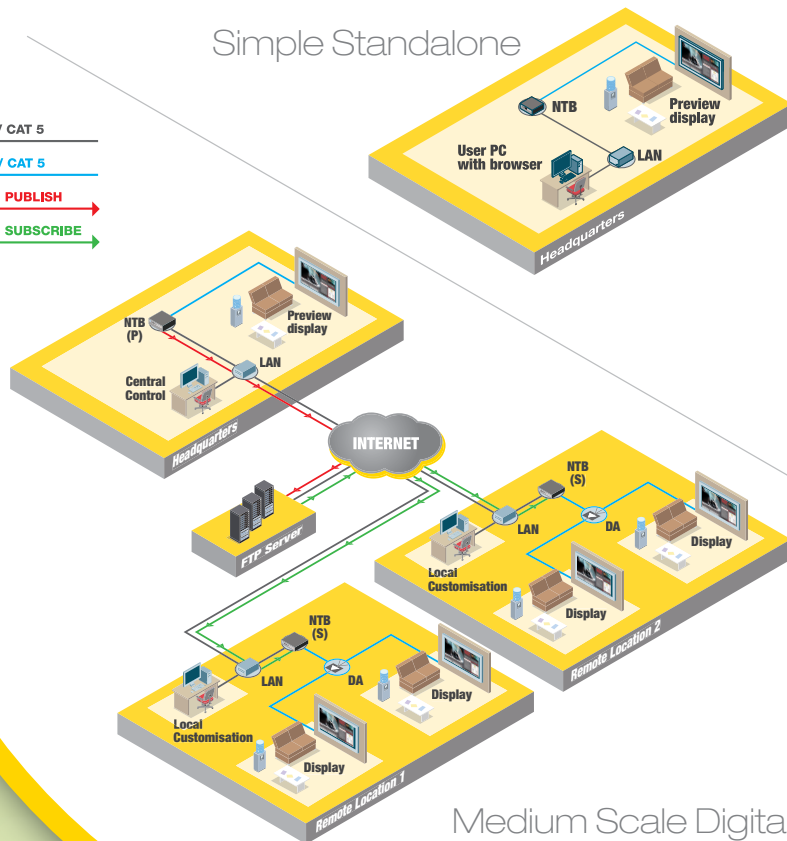 Simple Standalone
/ CAT 5
/ CAT 5
PUBLISH
SUBSCRIBE
NTB
Preview
display
User PC
with browser
LAN
Headquarters
NTB
(P)
Preview
display
LAN
Central
Control
Headquarters
INTERNET
FTP Server
NTB
(S)
LAN
DA
Display
Local
Customisation
Display
Remote Location 2
NTB
(S)
LAN
DA
Display
Local
Customisation
Display
Remote Location 1
Medium Scale Digita